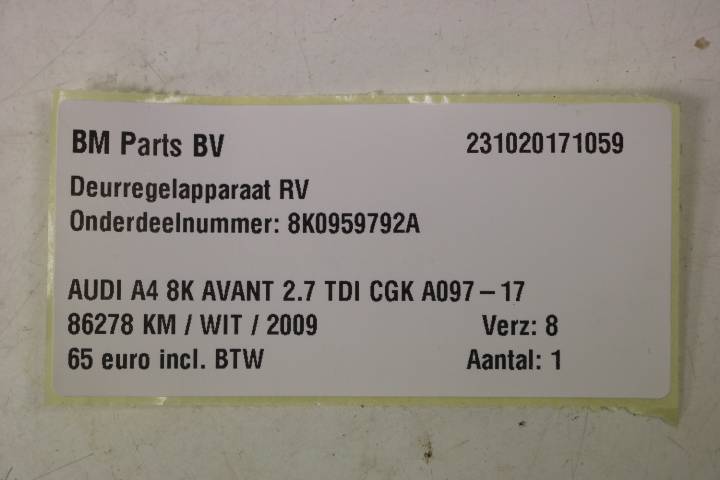 BM Parts BV 231020171059
Deurregelapparaat RV
Onderdeelnummer: 8K0959792A
AUDI A4 8K AVANT 2.7 TDI CGK A097 – 17
86278 KM / WIT / 2009 Verz: 8
65 euro incl. BTW Aantal: 1